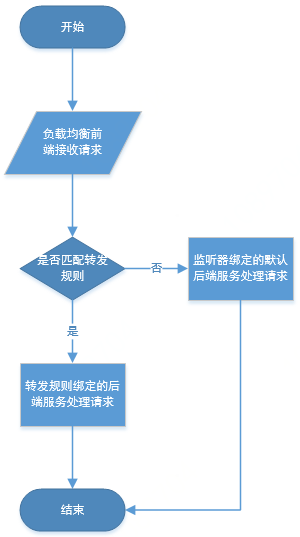 开始
负载均衡前
端接收请求
是否匹配转发
规则
否
监听器绑定的默认
后端服务处理请求
是
转发规则绑定的后
端服务处理请求
结束